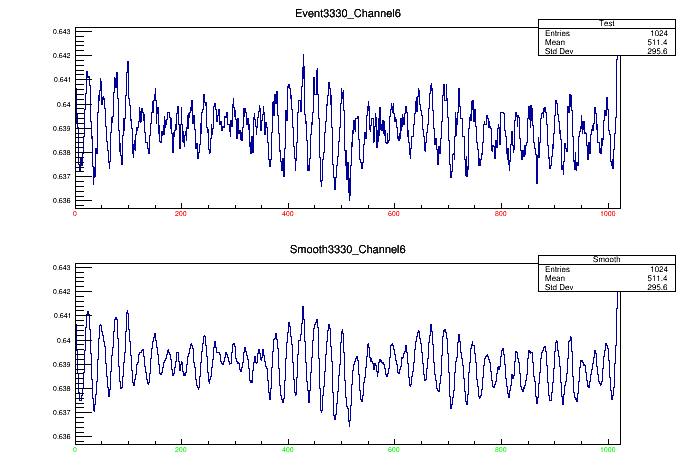 Event3330_Channel6
Test
Entries 1024
Mean 511.4
Std Dev 295.6
0.643
0.642
0.641
0.64
0.639
0.638
0.637
0.636
0 200 400 600 800 1000
Smooth3330_Channel6
Smooth
Entries 1024
Mean 511.4
Std Dev 295.6
0.643
0.642
0.641
0.64
0.639
0.638
0.637
0.636
0 200 400 600 800 1000